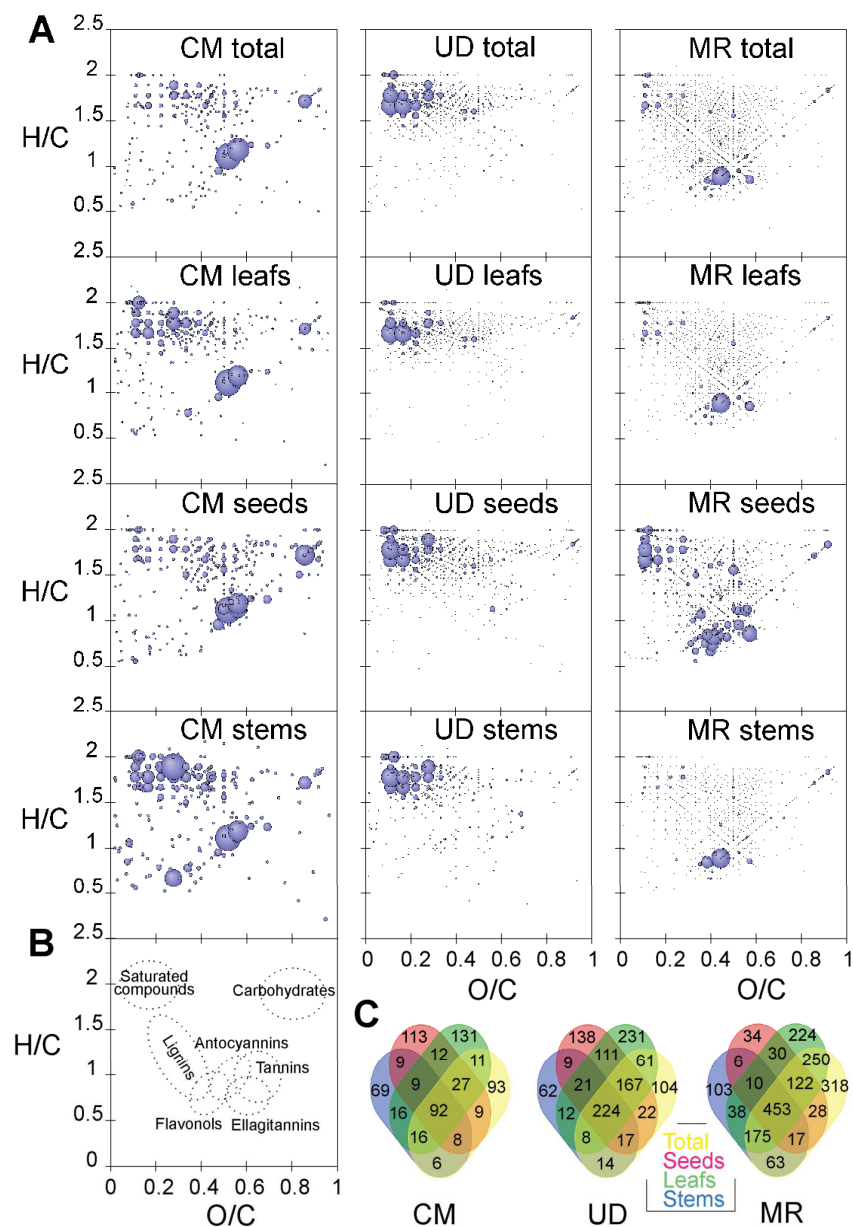 A
CM total
UD total
MR total
2.5
2
1.5
H/C
1
0.5
2.5
CM leafs
UD leafs
MR leafs
2
1.5
H/C
1
0.5
2.5
CM seeds
UD seeds
MR seeds
2
1.5
H/C
1
0.5
2.5
CM stems
UD stems
MR stems
2
1.5
H/C
1
0.5
0 0.2 0.4 0.6 0.8 1
0 0.2 0.4 0.6 0.8 1
O/C
O/C
B
2
1.5
H/C
1
0.5
0
Saturated
compounds
Carbohydrates
Lignins
Antocyannins
Tannins
Flavonols
Ellagitannins
0 0.2 0.4 0.6 0.8 1
O/C
C
113 131
9 12 11
69 9 27 93
92
16 9
16 8
6
CM
138 231
9 111 61
62 21 167 104
224
12 22
8 17
14
UD
34 224
6 30 250
103 10 122 318
453
38 28
175 17
63
MR
Total
Seeds
Leafs
Stems